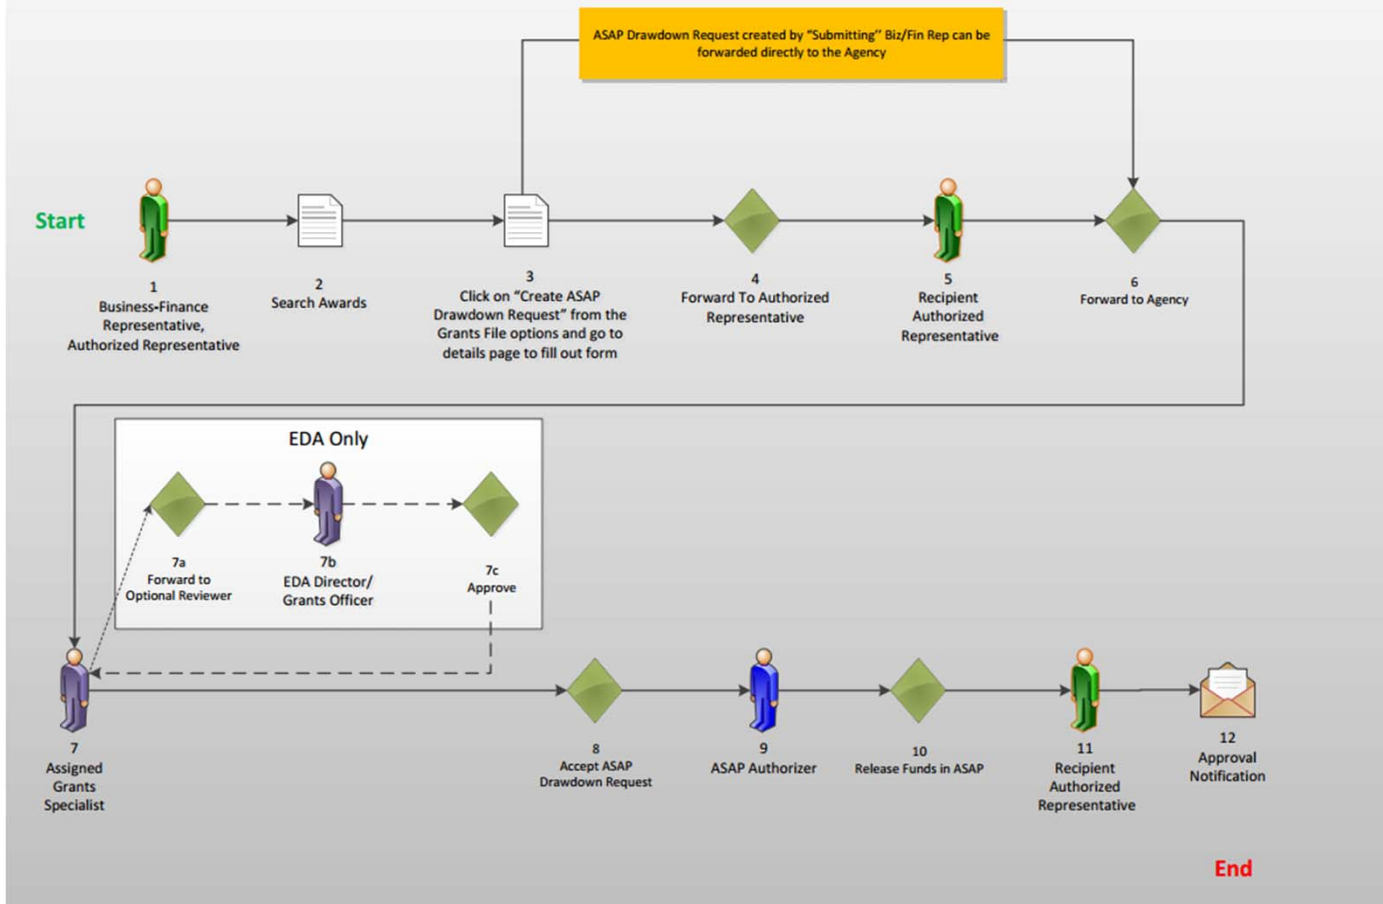 ASAP Drawdown Request created by "Submitting" Biz/Fin Rep can be
forwarded directly to the Agency
Start
1
Business-Finance
Representative,
Authorized Representative
2
Search Awards
3
Click on "Create ASAP
Drawdown Request" from the
Grants File options and go to
details page to fill out form
4
Forward To Authorized
Representative
5
Recipient
Authorized
Representative
6
Forward to Agency
EDA Only
7a
Forward to
Optional Reviewer
7b
EDA Director/
Grants Officer
7c
Approve
7
Assigned
Grants
Specialist
8
Accept ASAP
Drawdown Request
9
ASAP Authorizer
10
Release Funds in ASAP
11
Recipient
Authorized
Representative
12
Approval
Notification
End